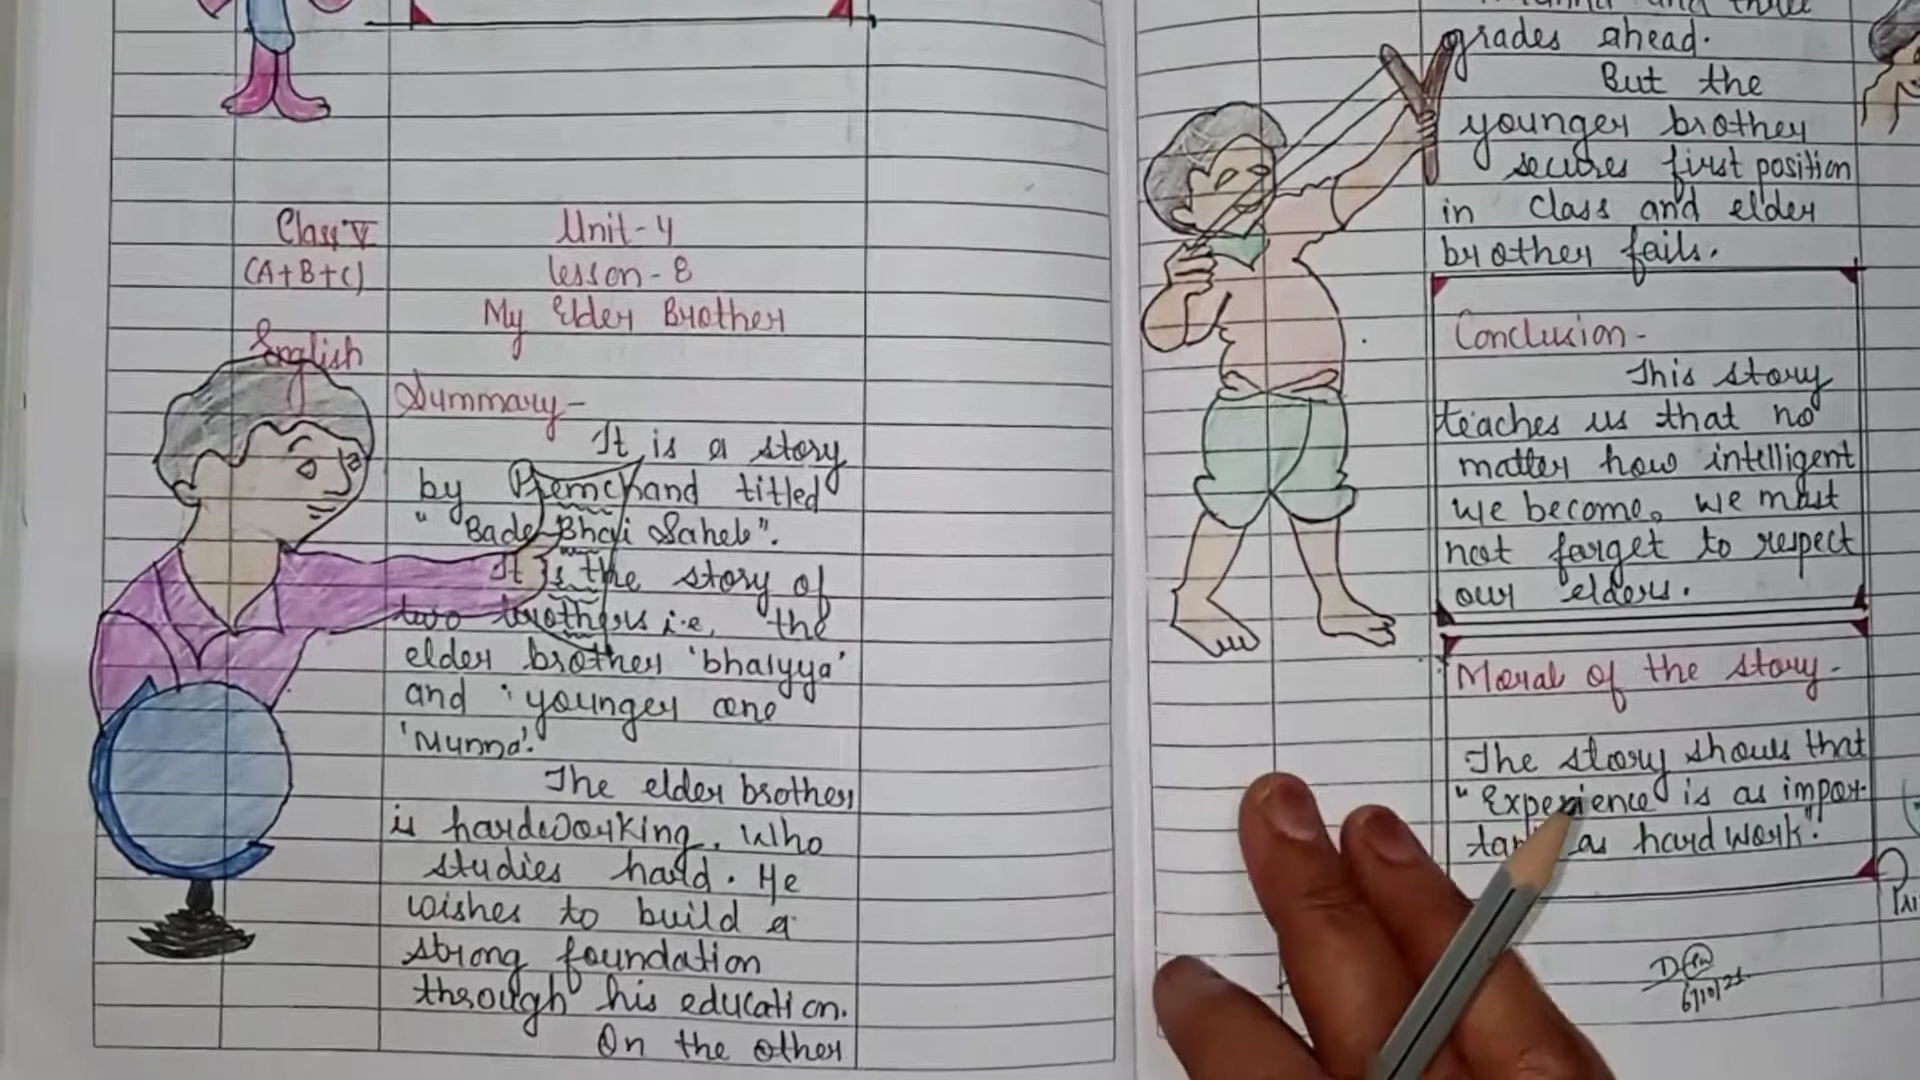 Class V
(A+B+C)
English
Unit-4
lesson-8
My Elder Brother
Summary-
It is a story
by Premchand titled
"Bade Bhai Saheb".
It is the story of
two brothers i.e, the
elder brother 'bhaiyya'
and 'younger one
'Munna'.
The elder brother
is hardworking, who
studies hard. He
wishes to build a
strong foundation
through his education.
On the other
and three
grades ahead.
But the
younger brother
secures first position
in class and elder
brother fails.
Conclusion-
This story
teaches us that no
matter how intelligent
we become, we must
not forget to respect
our elders.
Moral of the story-
The story shows that
"Experience is as impor-
tant as hard work".
6/10/21